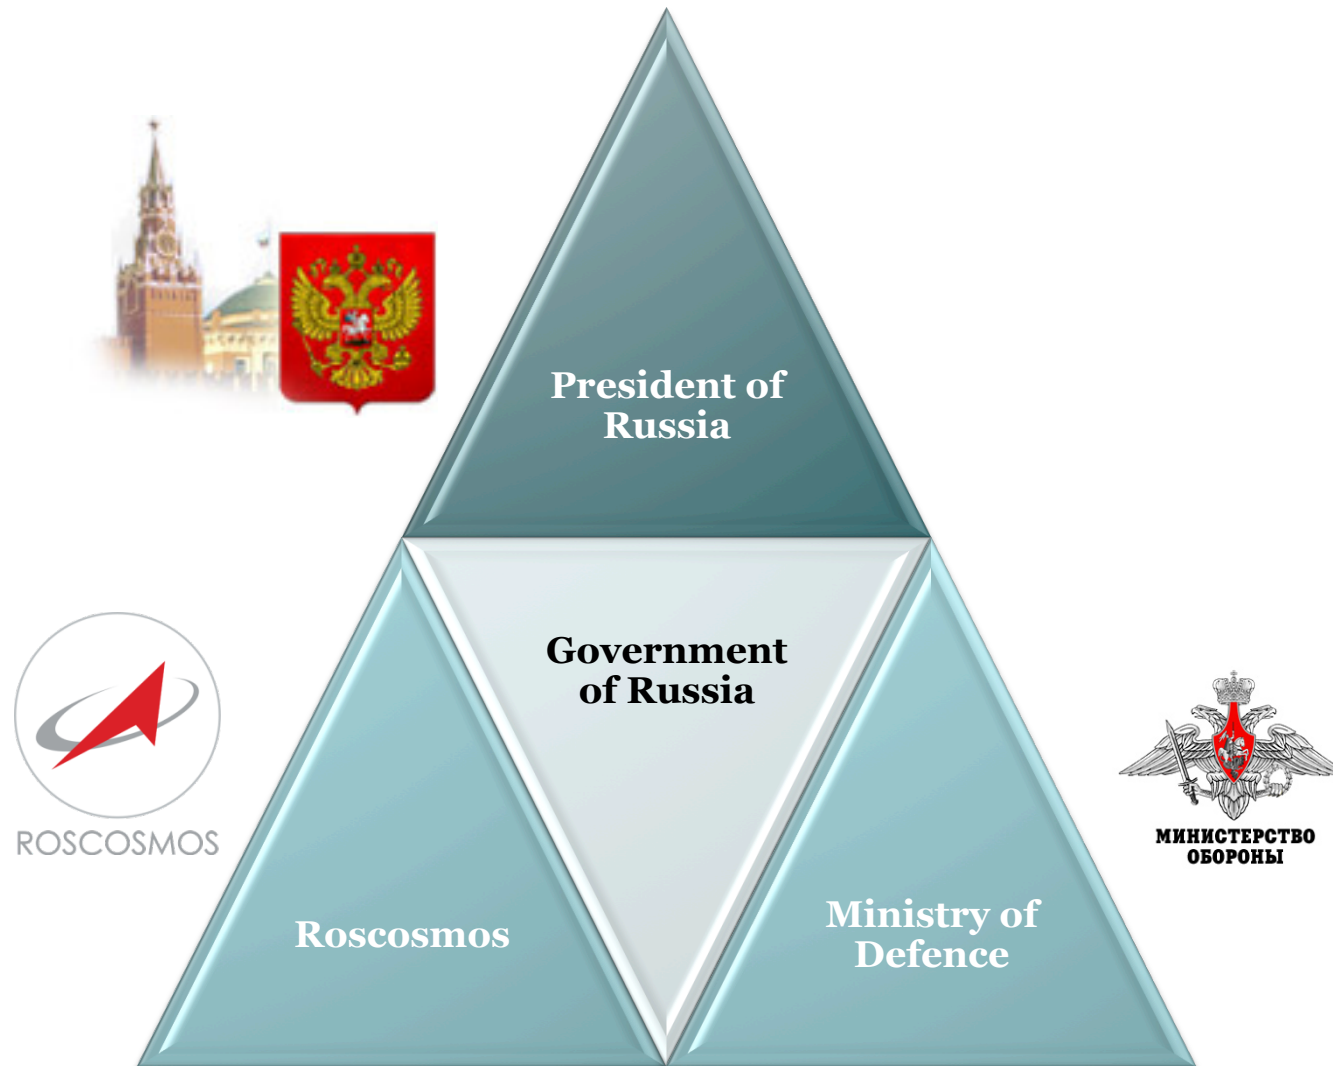 President of
Russia
Government
of Russia
ROSCOSMOS
МИНИСТЕРСТВО
ОБОРОНЫ
Roscosmos
Ministry of
Defence